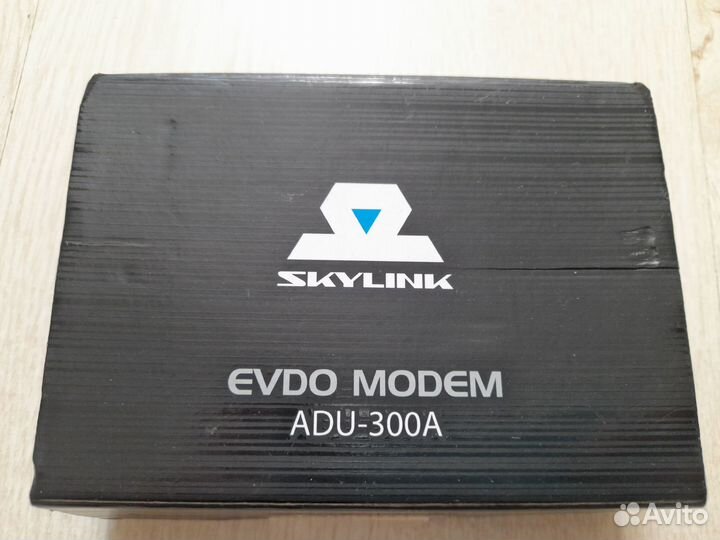 SKYLINK
EVDO MODEM
ADU-300A
Avito